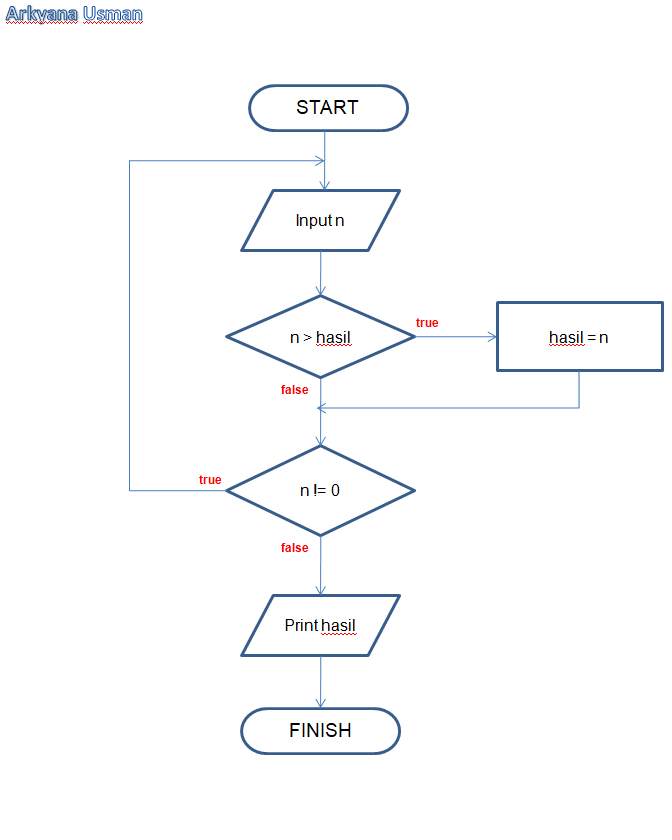 Arkyana Usman
START
Input n
n > hasil
true
hasil = n
false
true
n != 0
false
Print hasil
FINISH